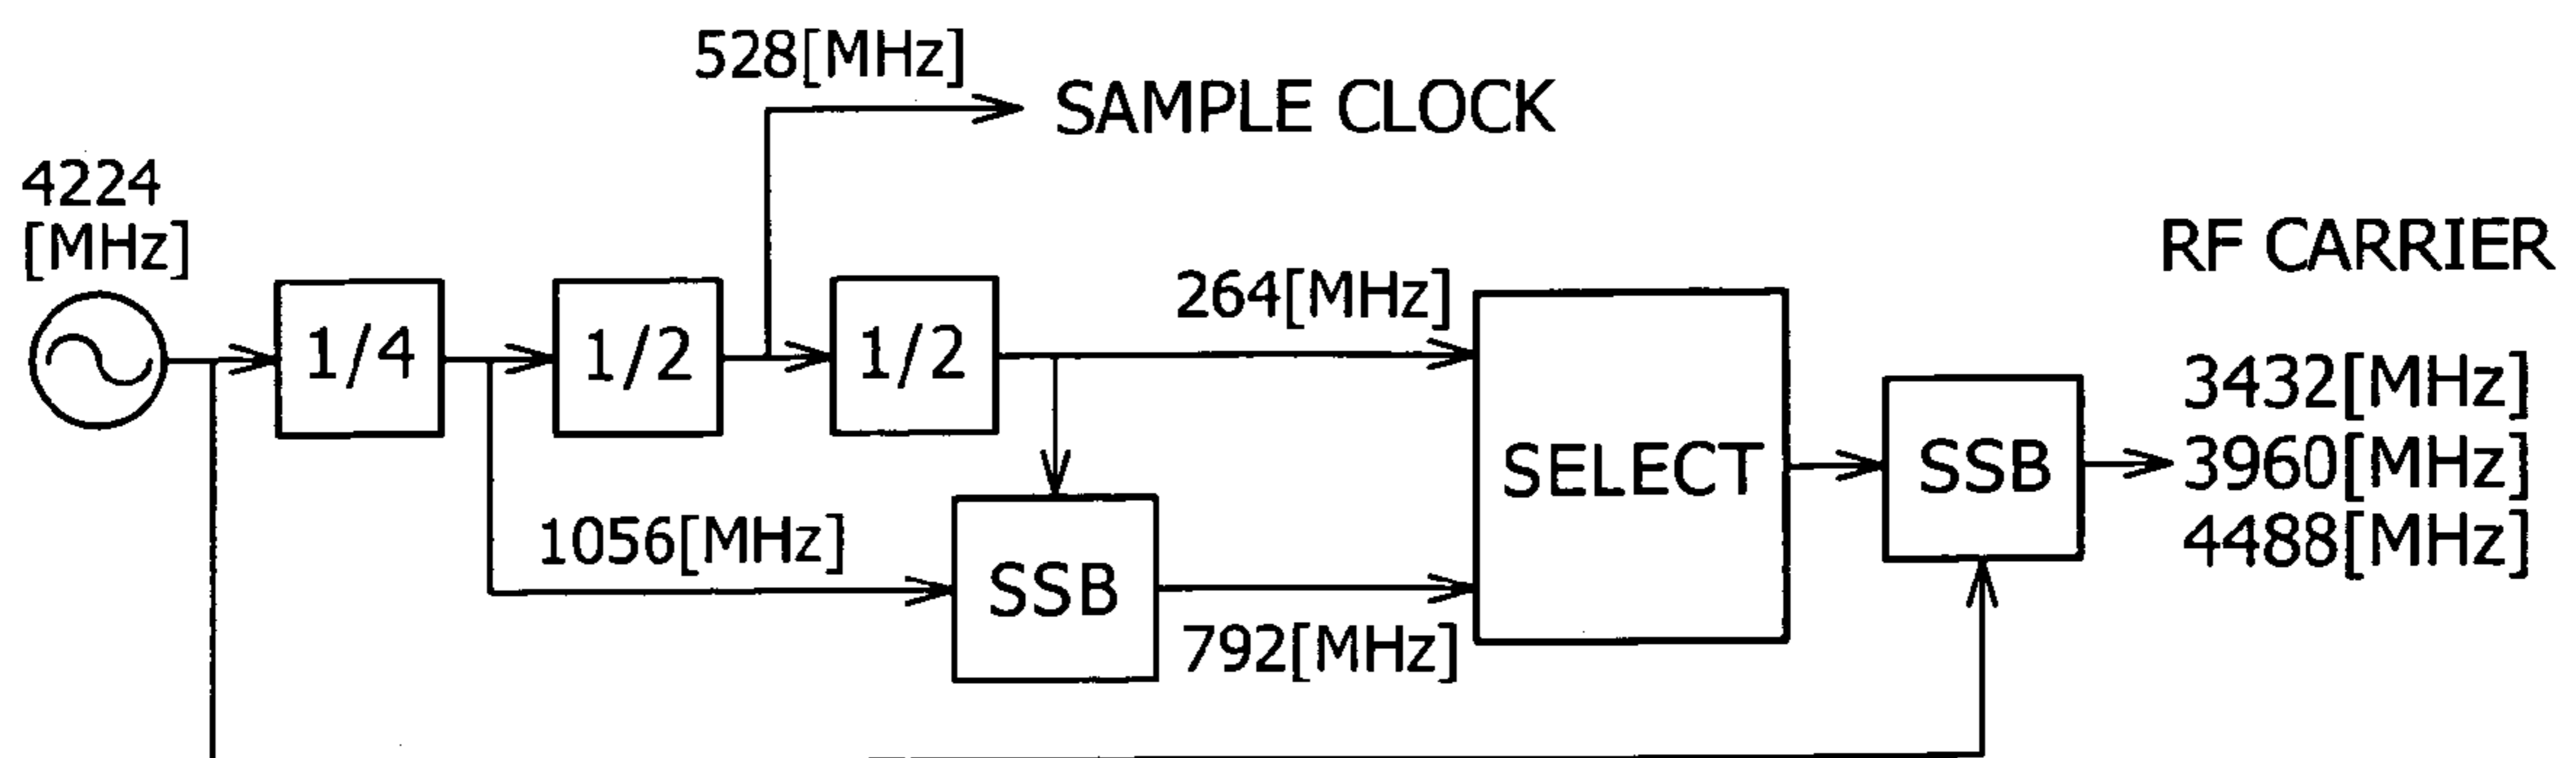 528[MHz]
SAMPLE CLOCK
4224
[MHz]
RF CARRIER
1/4
1/2
1/2
264[MHz]
3432[MHz]
SELECT
SSB
3960[MHz]
1056[MHz]
SSB
4488[MHz]
792[MHz]